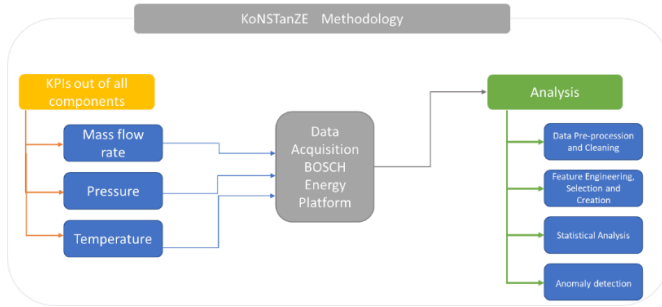 KoNSTanZE Methodology
KPIs out of all
components
Mass flow
rate
Pressure
Temperature
Data
Acquisition
BOSCH
Energy
Platform
Analysis
Data Pre-procession
and Cleaning
Feature Engineering,
Selection and
Creation
Statistical Analysis
Anomaly detection